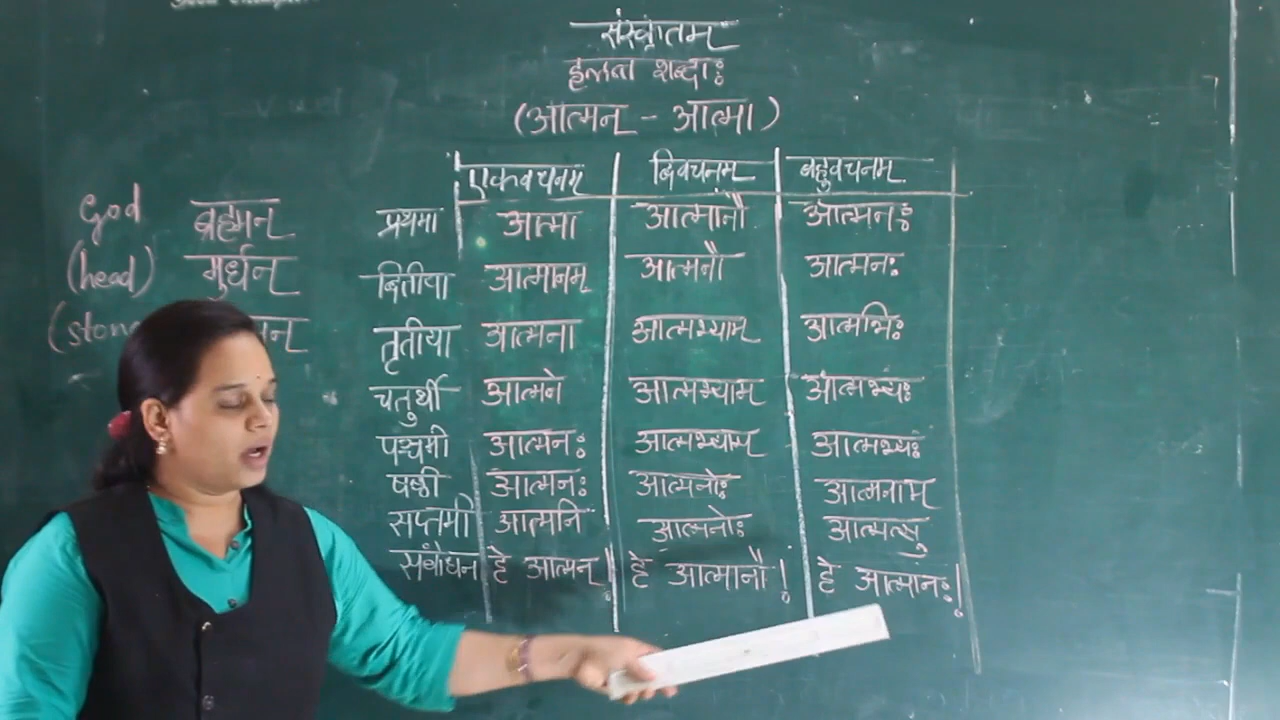 संस्कृतम्
हलन्त शब्दाः
(आत्मन् - आत्मा)
एकवचनम् द्विवचनम् बहुवचनम्
प्रथमा आत्मा आत्मानौ आत्मनः
द्वितीया आत्मानम् आत्मनौ आत्मनः
तृतीया आत्मना आत्मभ्याम् आत्मभिः
चतुर्थी आत्मने आत्मभ्याम् आत्मभ्यः
पञ्चमी आत्मनः आत्मभ्याम् आत्मभ्यः
षष्ठी आत्मनः आत्मनोः आत्मनाम्
सप्तमी आत्मनि आत्मनोः आत्मत्सु
संबोधन हे आत्मन्! हे आत्मानौ! हे आत्मानः!
God ब्रह्मन्
(head) मुर्धन्